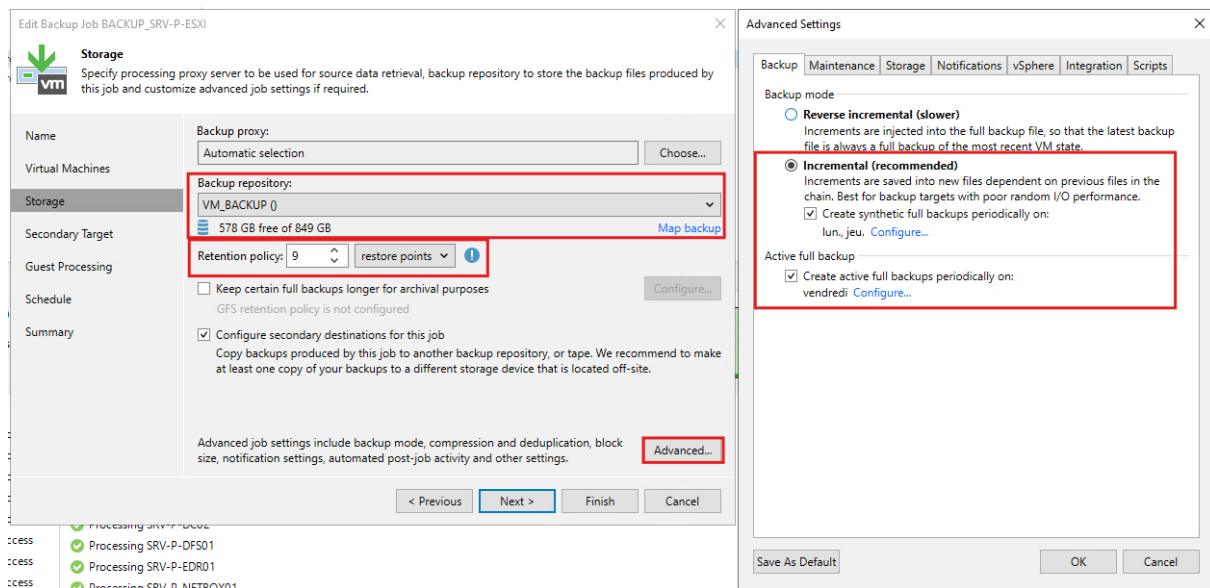 Edit Backup Job BACKUP_SRV-P-ESXI
Storage
Specify processing proxy server to be used for source data retrieval, backup repository to store the backup files produced by
this job and customize advanced job settings if required.
vm
Name
Virtual Machines
Storage
Secondary Target
Guest Processing
Schedule
Summary
Backup proxy:
Automatic selection
Choose...
Backup repository:
VM_BACKUP ()
578 GB free of 849 GB
Map backup
Retention policy:
9
restore points
Keep certain full backups longer for archival purposes
Configure...
GFS retention policy is not configured
Configure secondary destinations for this job
Copy backups produced by this job to another backup repository, or tape. We recommend to make
at least one copy of your backups to a different storage device that is located off-site.
Advanced job settings include backup mode, compression and deduplication, block
size, notification settings, automated post-job activity and other settings.
Advanced...
< Previous
Next >
Finish
Cancel
Processing SRV-P-DC02
Processing SRV-P-DFS01
Processing SRV-P-EDR01
Processing SRV-P-NETBOX01
Advanced Settings
Backup
Maintenance
Storage
Notifications
vSphere
Integration
Scripts
Backup mode
Reverse incremental (slower)
Increments are injected into the full backup file, so that the latest backup
file is always a full backup of the most recent VM state.
Incremental (recommended)
Increments are saved into new files dependent on previous files in the
chain. Best for backup targets with poor random I/O performance.
Create synthetic full backups periodically on:
lun., jeu. Configure...
Active full backup
Create active full backups periodically on:
vendredi Configure...
Save As Default
OK
Cancel